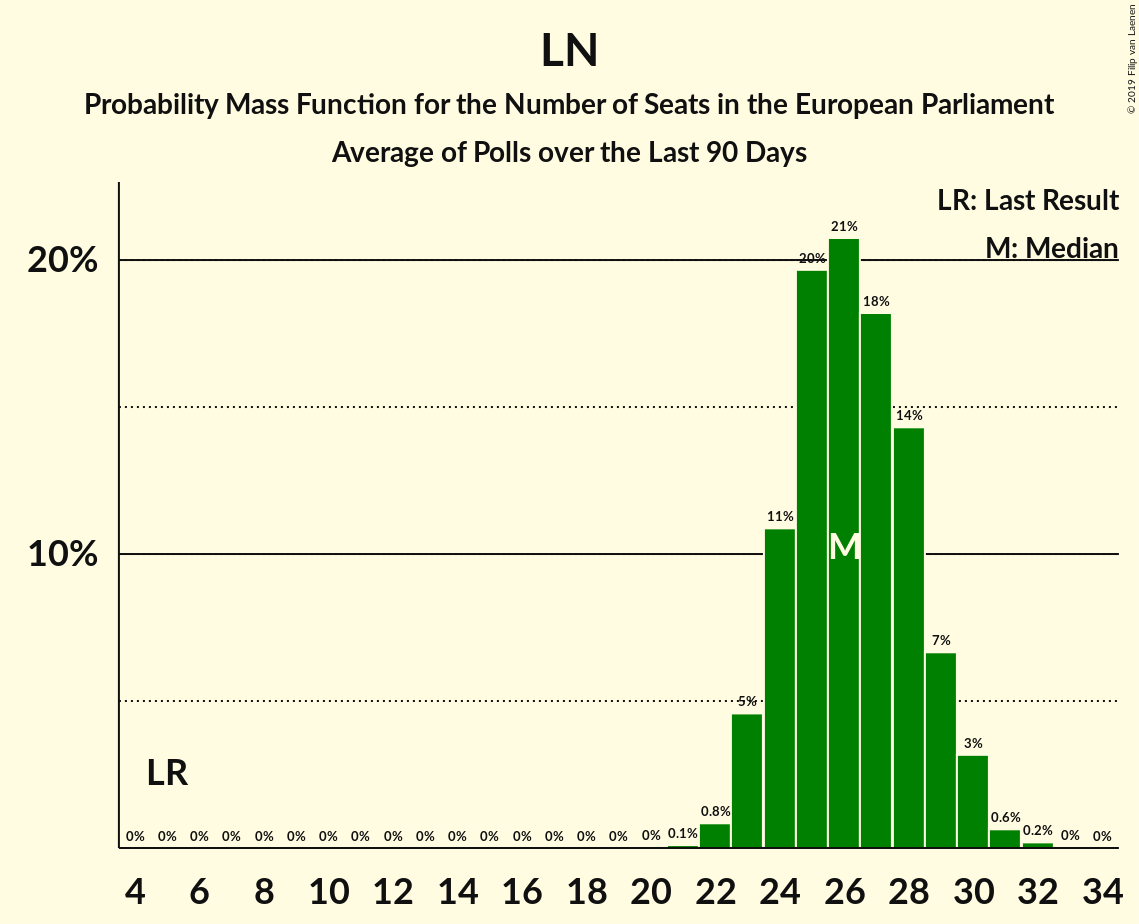 LN
Probability Mass Function for the Number of Seats in the European Parliament
Average of Polls over the Last 90 Days
© 2019 Filip van Laenen
LR: Last Result
M: Median
20%
10%
0% 0% 0% 0% 0% 0% 0% 0% 0% 0% 0% 0% 0% 0% 0% 0% 0% 0.1% 0.8% 5% 11% 20% 21% 18% 14% 7% 3% 0.6% 0.2% 0% 0%
LR
M
4 6 8 10 12 14 16 18 20 22 24 26 28 30 32 34